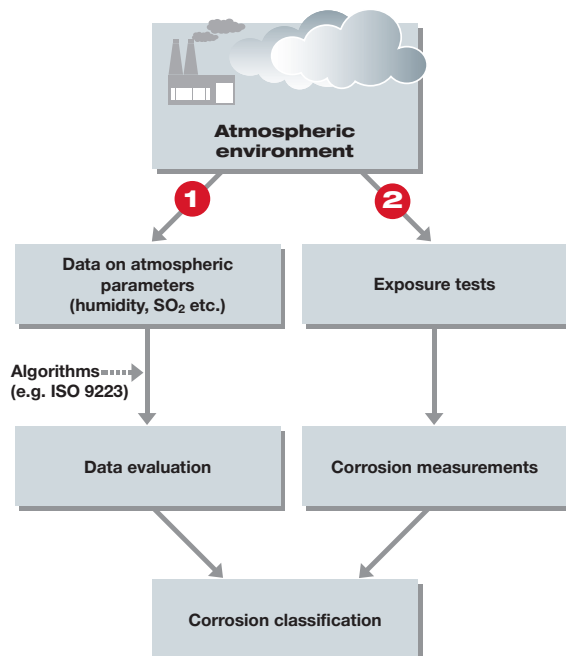 Atmospheric
environment
1
2
Data on atmospheric
parameters
(humidity, SO₂ etc.)
Exposure tests
Algorithms
(e.g. ISO 9223)
Data evaluation
Corrosion measurements
Corrosion classification